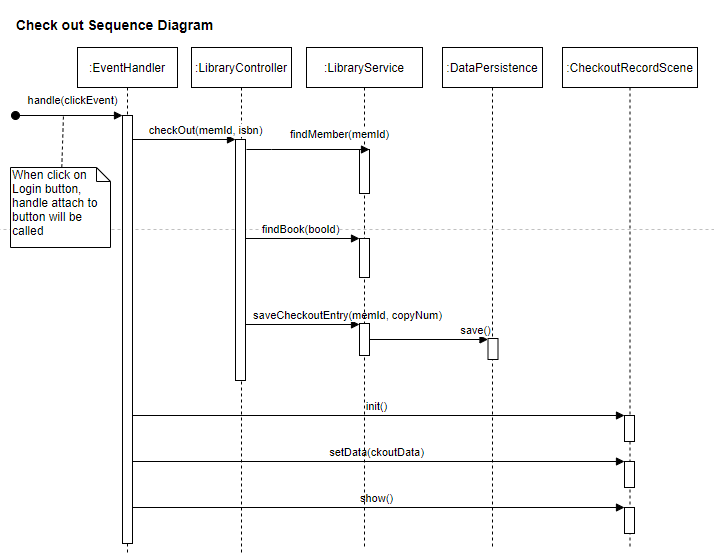 Check out Sequence Diagram
:EventHandler
:LibraryController
:LibraryService
:DataPersistence
:CheckoutRecordScene
handle(clickEvent)
checkOut(memId, isbn)
findMember(memId)
When click on
Login button,
handle attach to
button will be
called
findBook(booId)
saveCheckoutEntry(memId, copyNum)
save()
init()
setData(ckoutData)
show()